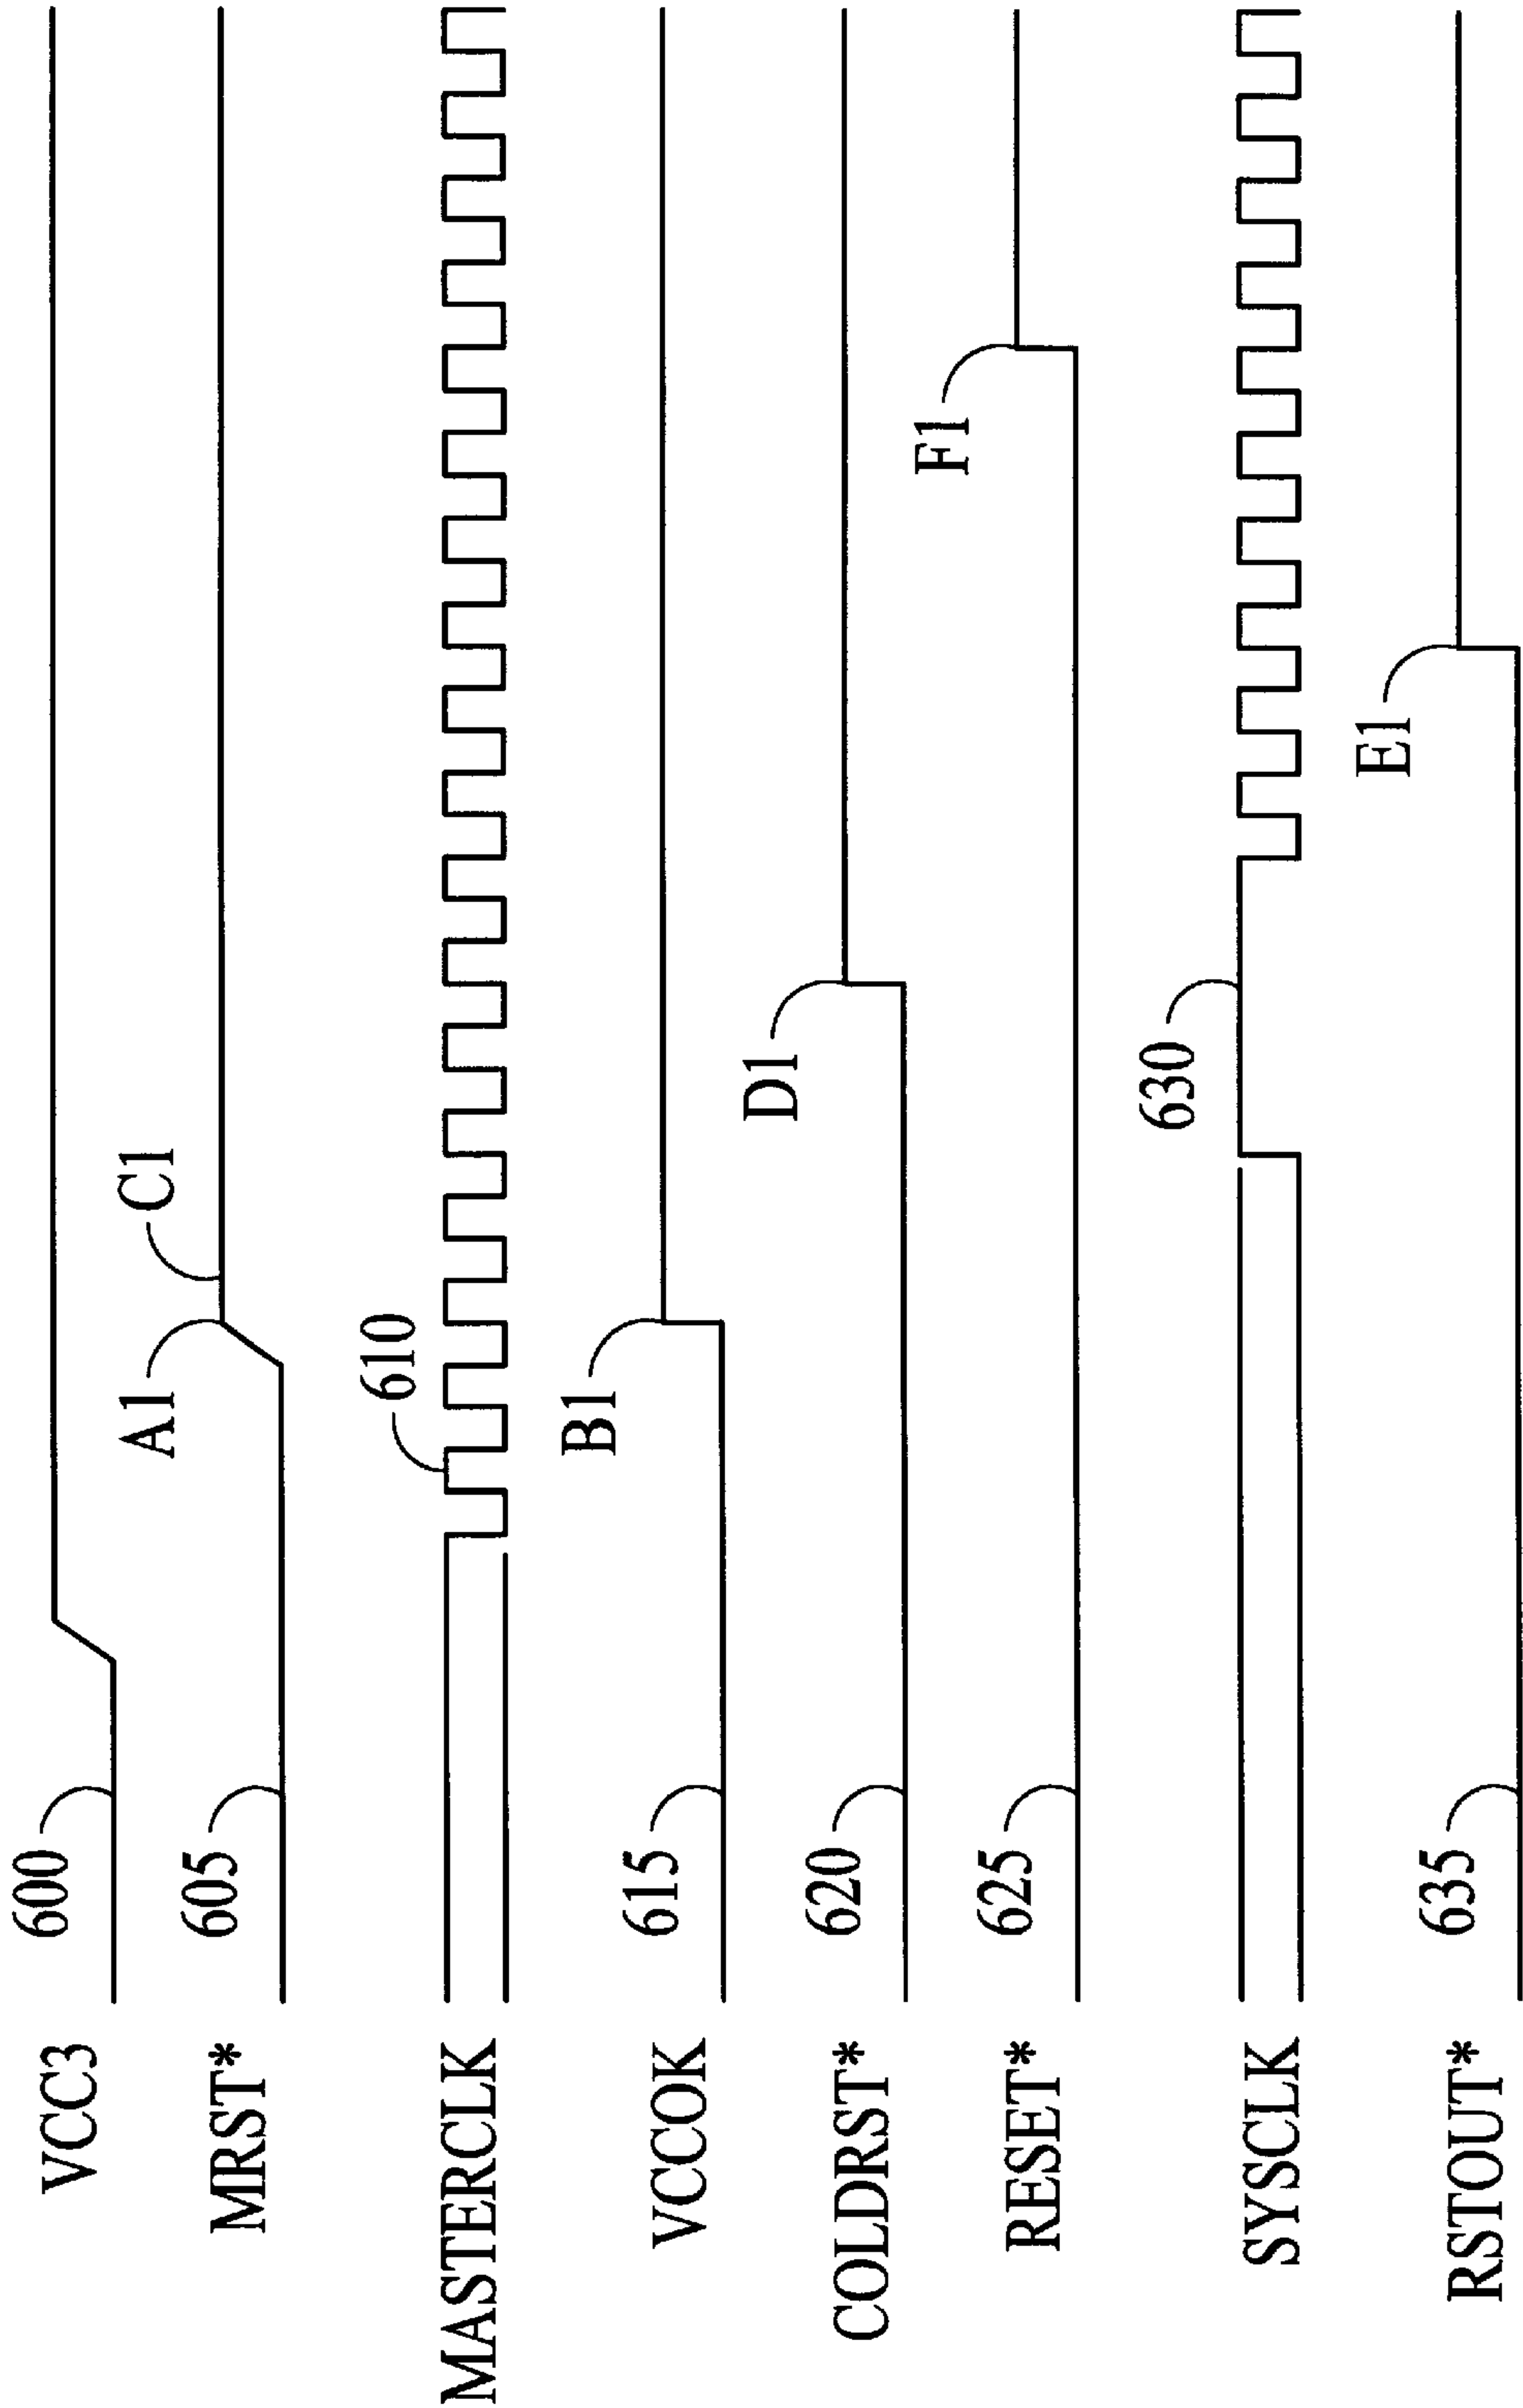 VCC3
600
MRST*
605
A1
C1
MASTERCLK
610
VCCOK
615
B1
COLDRST*
620
D1
RESET*
625
F1
SYSCLK
630
RSTOUT*
635
E1